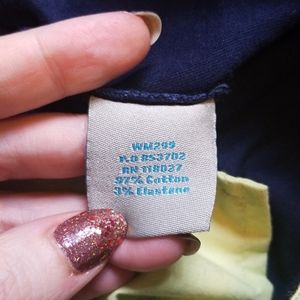 WM299
P.O 853702
RN 118027
97% Cotton
3% Elastane